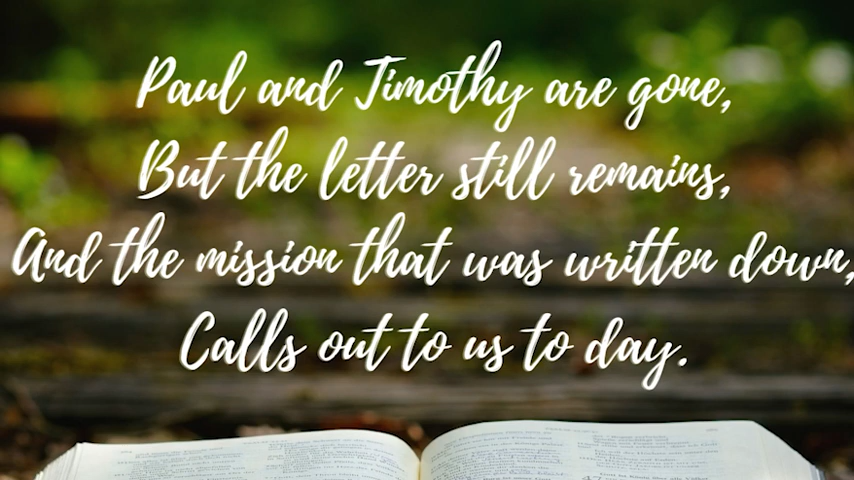 Paul and Timothy are gone,
But the letter still remains,
And the mission that was written down,
Calls out to us to day.